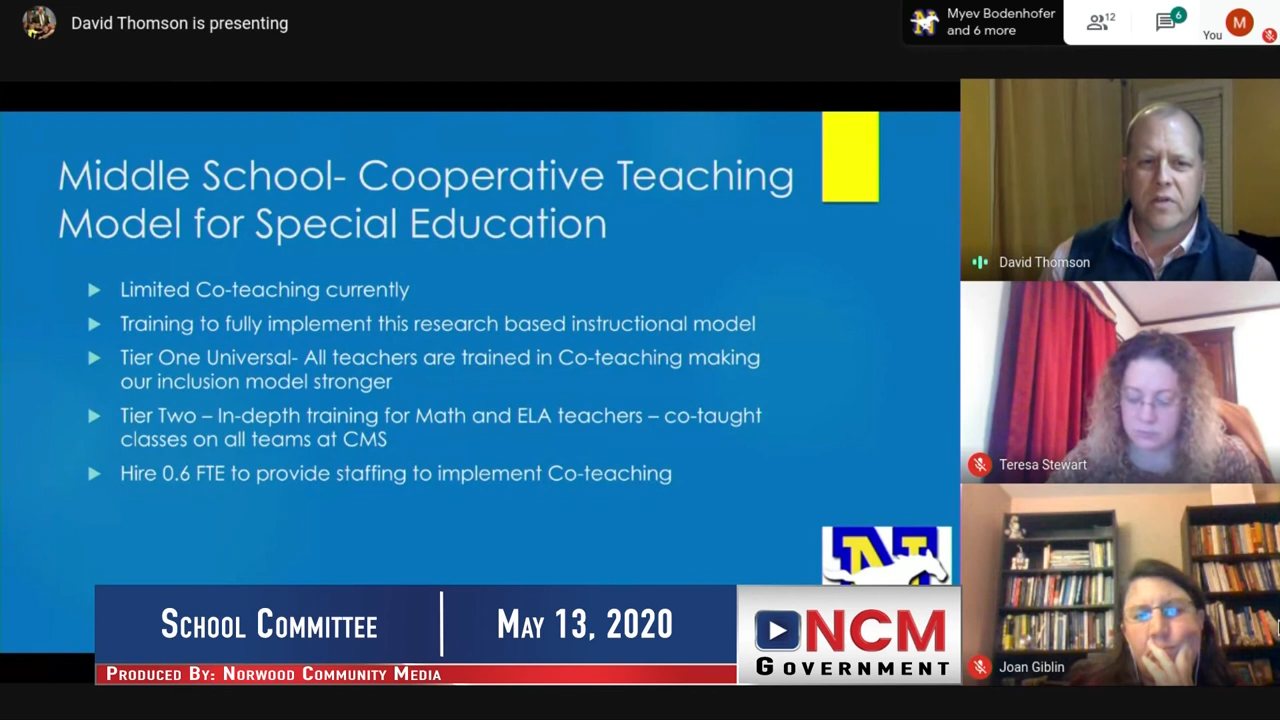 David Thomson is presenting
Myev Bodenhofer
and 6 more
12
6
You
M
Middle School- Cooperative Teaching
Model for Special Education
Limited Co-teaching currently
Training to fully implement this research based instructional model
Tier One Universal- All teachers are trained in Co-teaching making
our inclusion model stronger
Tier Two – In-depth training for Math and ELA teachers – co-taught
classes on all teams at CMS
Hire 0.6 FTE to provide staffing to implement Co-teaching
N
David Thomson
Teresa Stewart
Joan Giblin
School Committee
May 13, 2020
Produced By: Norwood Community Media
NCM
Government